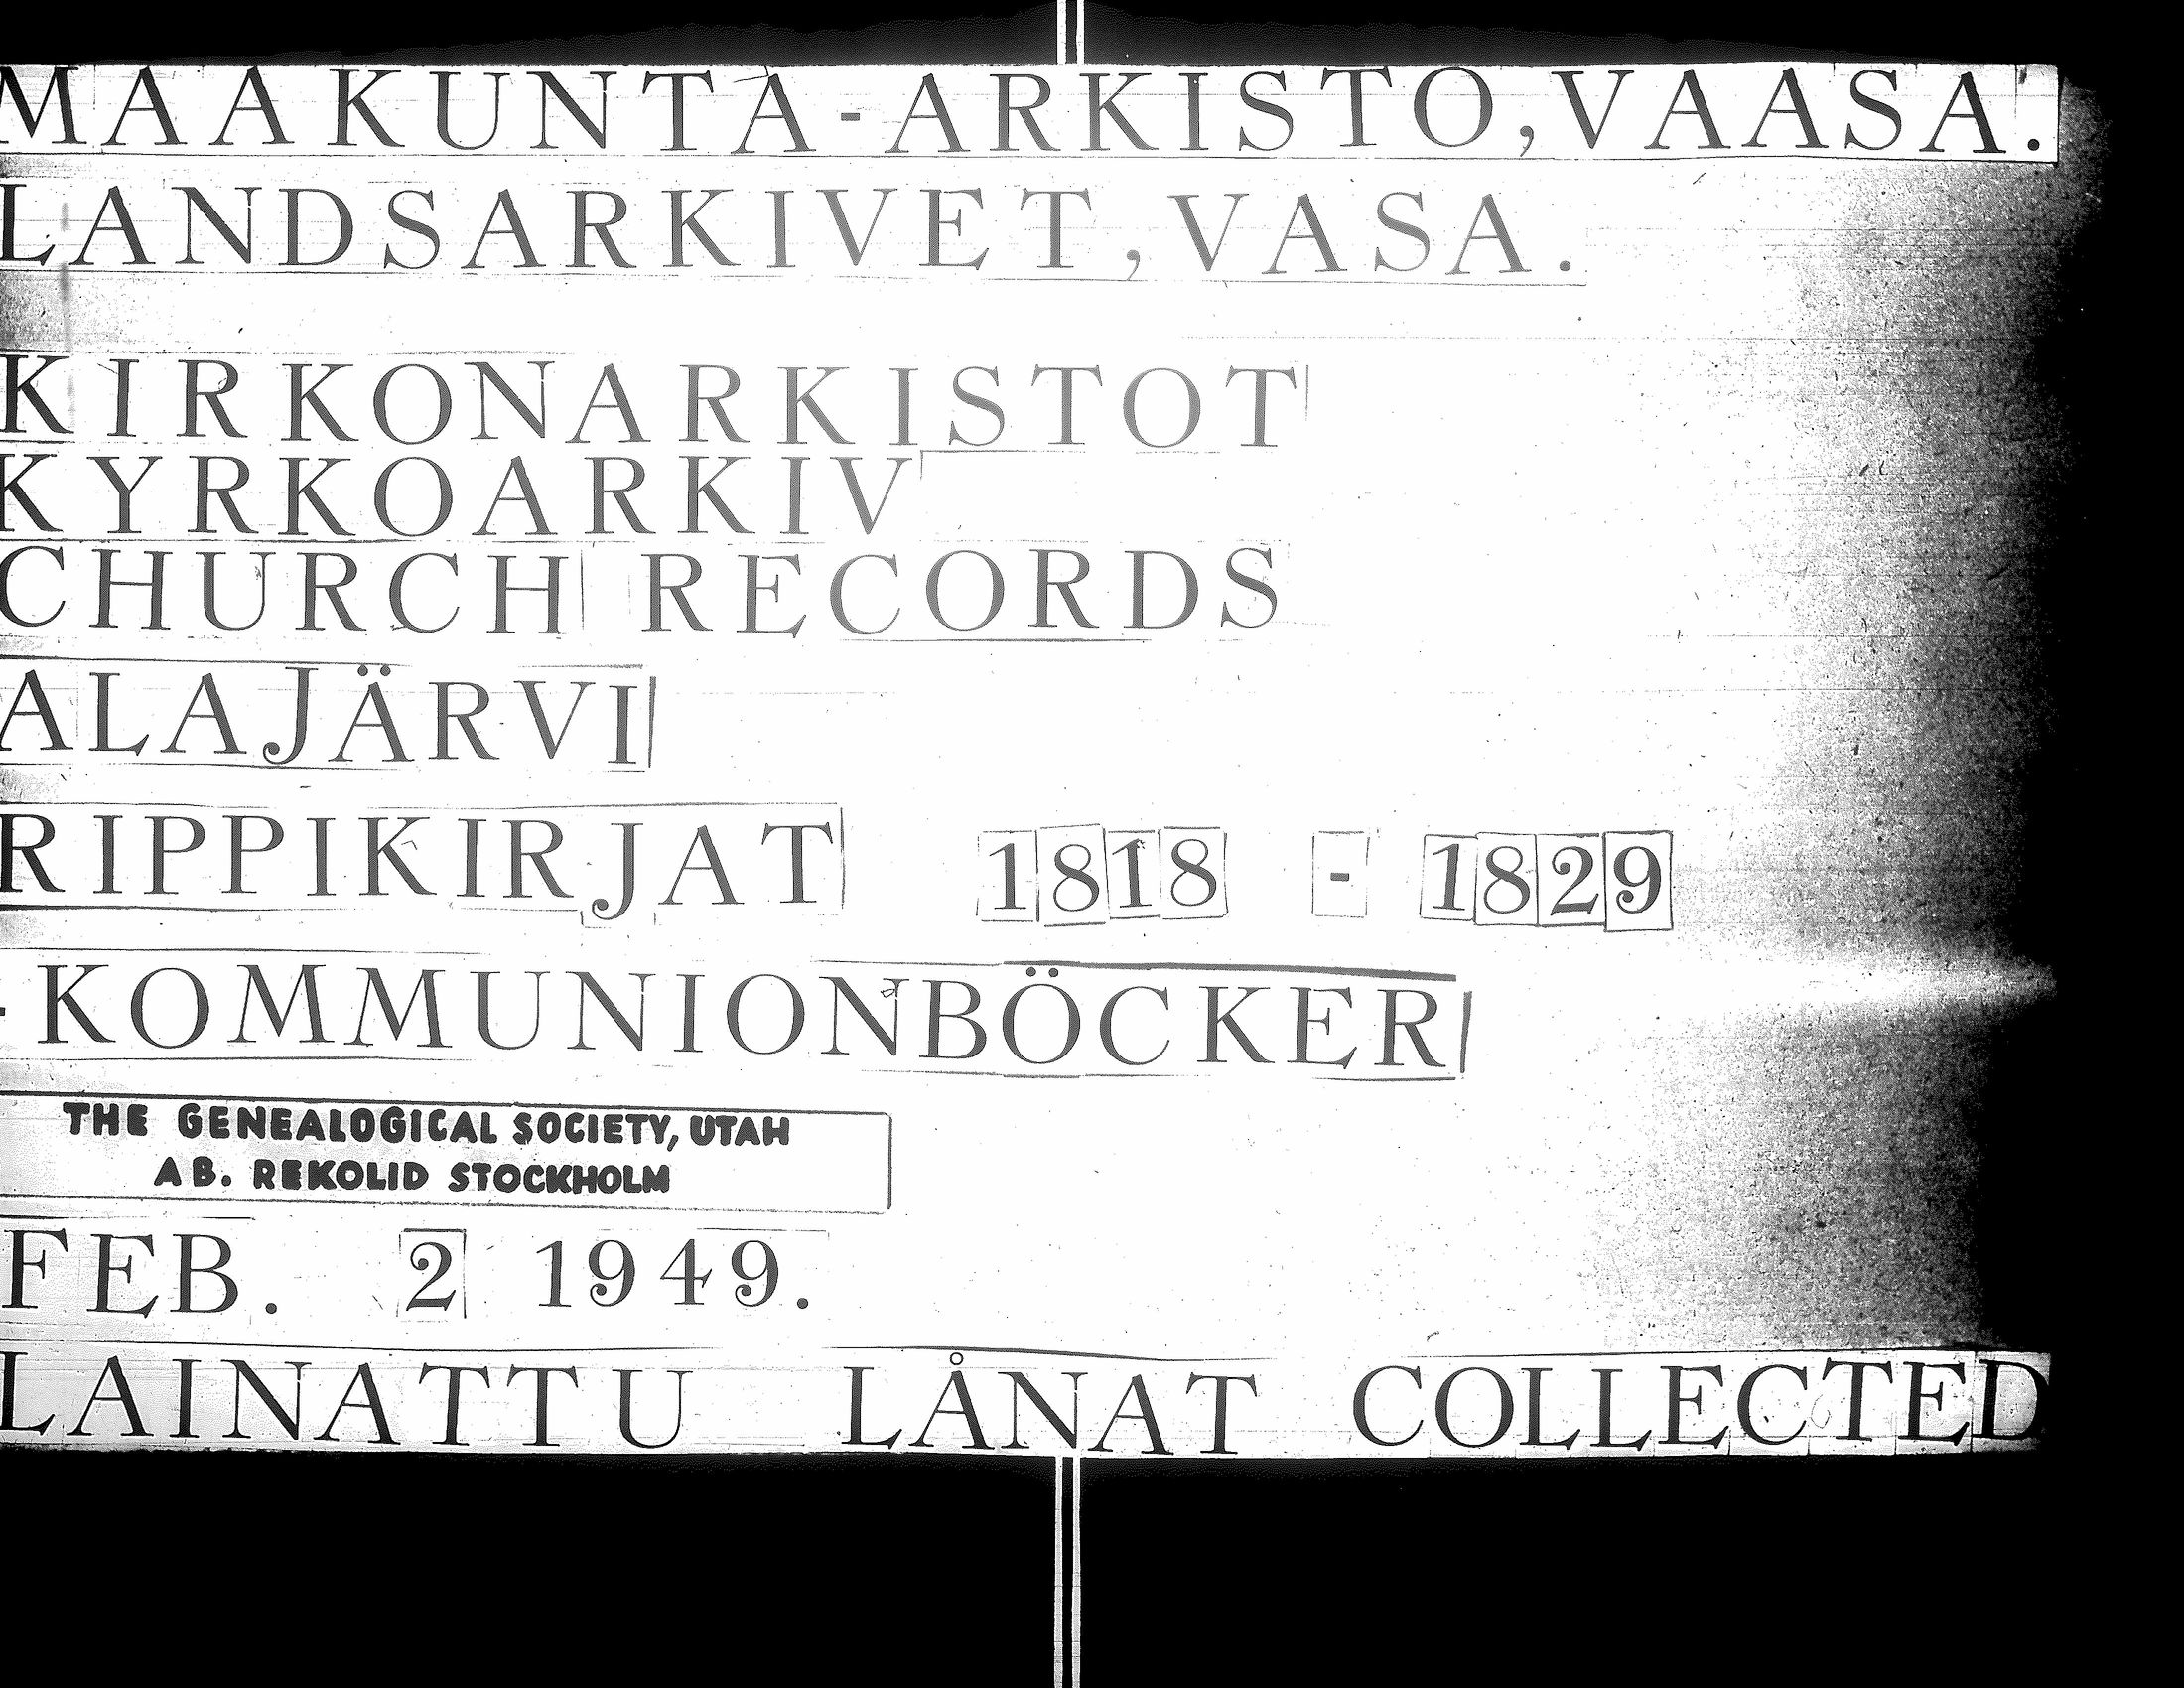 MAAKUNTA-ARKISTO, VAASA.
LANDSARKIVET, VASA.
KIRKONARKISTOT
KYRKOARKIV
CHURCH RECORDS
ALAJÄRVI
RIPPIKIRJAT 1818 - 1829
-KOMMUNIONBÖCKER
THE GENEALOGICAL SOCIETY, UTAH
AB. REKOLID STOCKHOLM
FEB. 2 1949.
LAINATTU LÅNAT COLLECTED